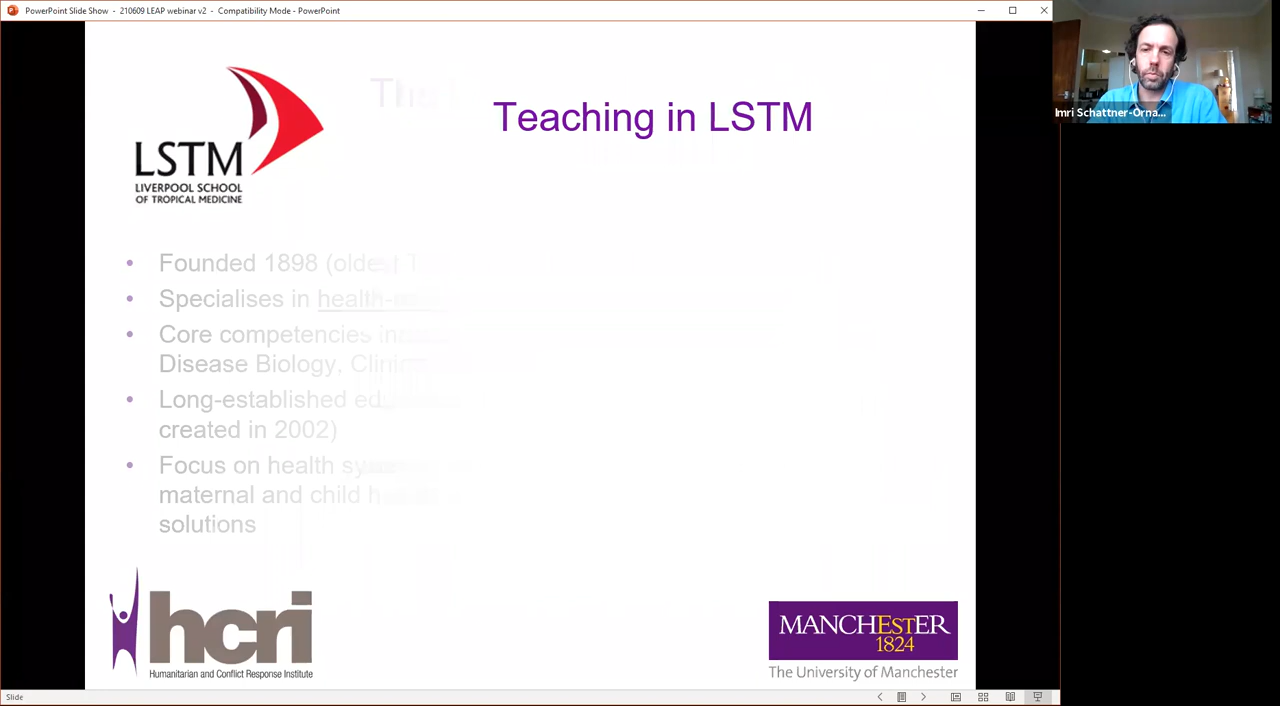 PowerPoint Slide Show - 210609 LEAP webinar v2 - Compatibility Mode - PowerPoint
Imri Schattner-Orna...
The
Teaching in LSTM
LSTM
LIVERPOOL SCHOOL
OF TROPICAL MEDICINE
• Founded 1898 (oldest
• Specialises in health-
• Core competencies in
Disease Biology, Clinic
• Long-established
created in 2002)
• Focus on health
maternal and child
solutions
hcri
Humanitarian and Conflict Response Institute
MANCHESTER
1824
The University of Manchester
Slide